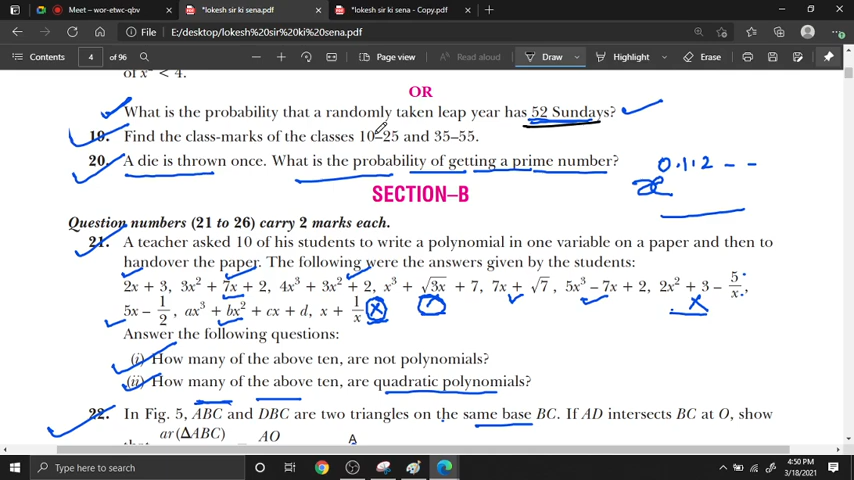 Meet – wor-etwc-qbv
*lokesh sir ki sena.pdf
*lokesh sir ki sena - Copy.pdf
File | E:/desktop/lokesh%20sir%20ki%20sena.pdf
Contents 4 of 96 Page view Read aloud Draw Highlight Erase
of x² < 4.
OR
What is the probability that a randomly taken leap year has 52 Sundays?
19. Find the class-marks of the classes 10–25 and 35–55.
20. A die is thrown once. What is the probability of getting a prime number?
x^0,1,2 - -
SECTION–B
Question numbers (21 to 26) carry 2 marks each.
21. A teacher asked 10 of his students to write a polynomial in one variable on a paper and then to
handover the paper. The following were the answers given by the students:
2x + 3, 3x² + 7x + 2, 4x³ + 3x² + 2, x³ + √3x + 7, 7x + √7, 5x³ – 7x + 2, 2x² + 3 – 5/x,
5x – 1/2, ax³ + bx² + cx + d, x + 1/x
Answer the following questions:
(i) How many of the above ten, are not polynomials?
(ii) How many of the above ten, are quadratic polynomials?
22. In Fig. 5, ABC and DBC are two triangles on the same base BC. If AD intersects BC at O, show
ar(ΔABC) AO
A
Type here to search
4:50 PM
3/18/2021